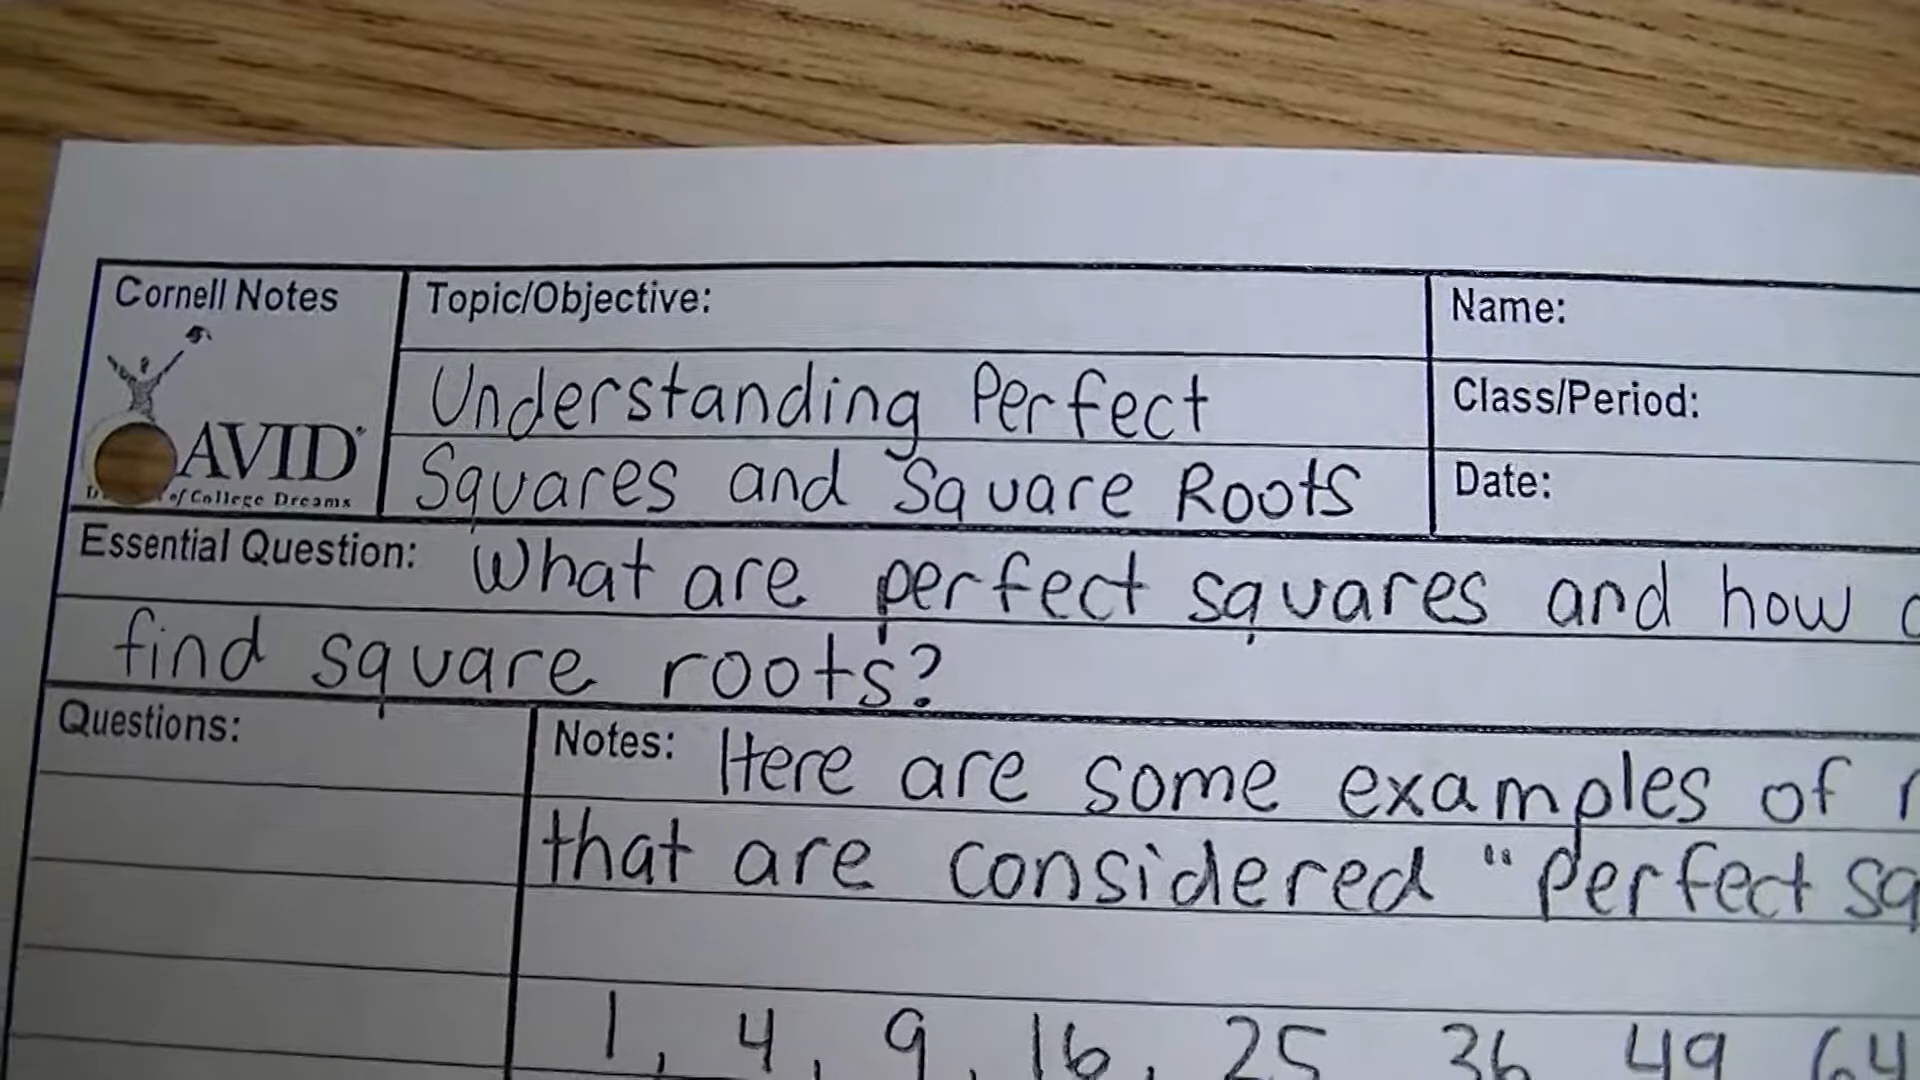 Cornell Notes
Topic/Objective:
Name:
Understanding Perfect
Class/Period:
AVID
Squares and Square Roots
Date:
of College Dreams
Essential Question: What are perfect squares and how
find square roots?
Questions:
Notes: Here are some examples of
that are considered "perfect sq
1, 4, 9, 16, 25 36 49 64